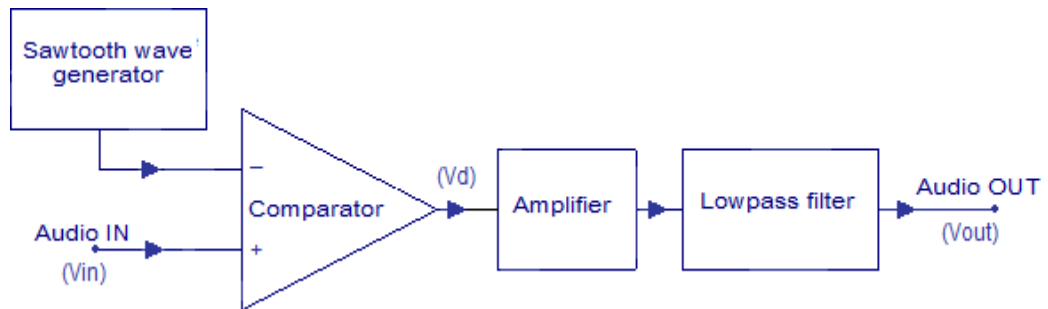 Sawtooth wave
generator
−
(Vd)
Comparator
Amplifier
Lowpass filter
Audio OUT
(Vout)
Audio IN
+
(Vin)